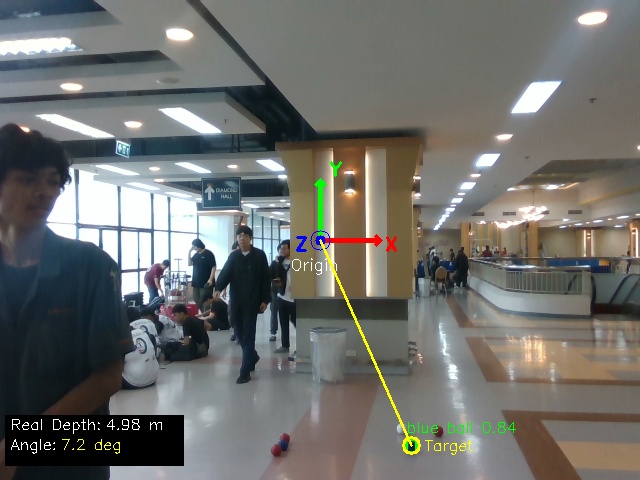 DIAMOND
HALL
Y
Z
X
Origin
blue ball 0.84
Target
Real Depth: 4.98 m
Angle: 7.2 deg